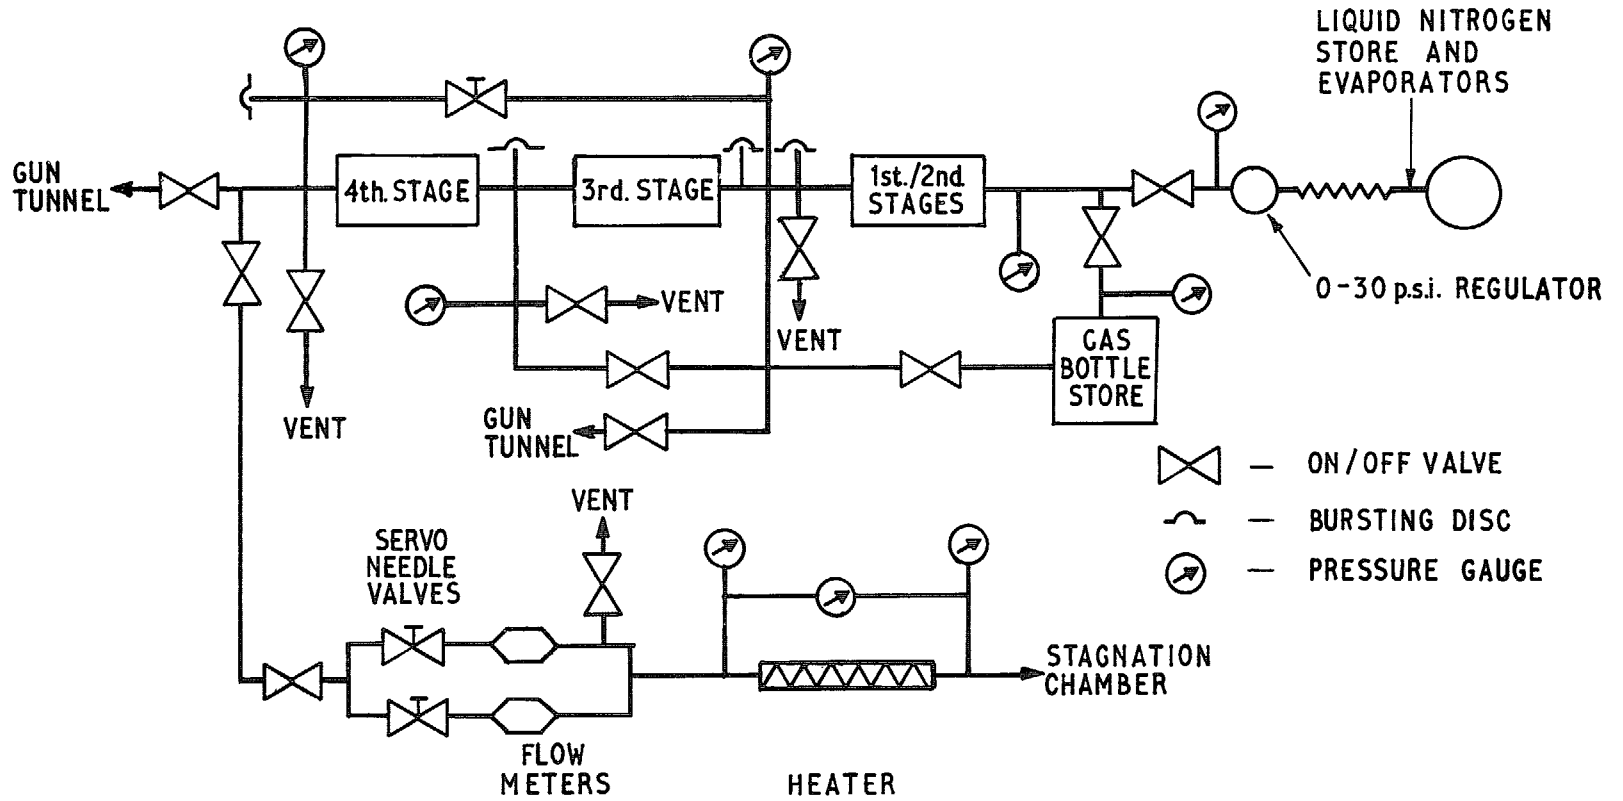 LIQUID NITROGEN
STORE AND
EVAPORATORS
GUN
TUNNEL
4th. STAGE
3rd. STAGE
1st./2nd.
STAGES
0-30 p.s.i. REGULATOR
VENT
VENT
VENT
GAS
BOTTLE
STORE
GUN
TUNNEL
ON/OFF VALVE
BURSTING DISC
PRESSURE GAUGE
VENT
SERVO
NEEDLE
VALVES
STAGNATION
CHAMBER
FLOW
METERS
HEATER